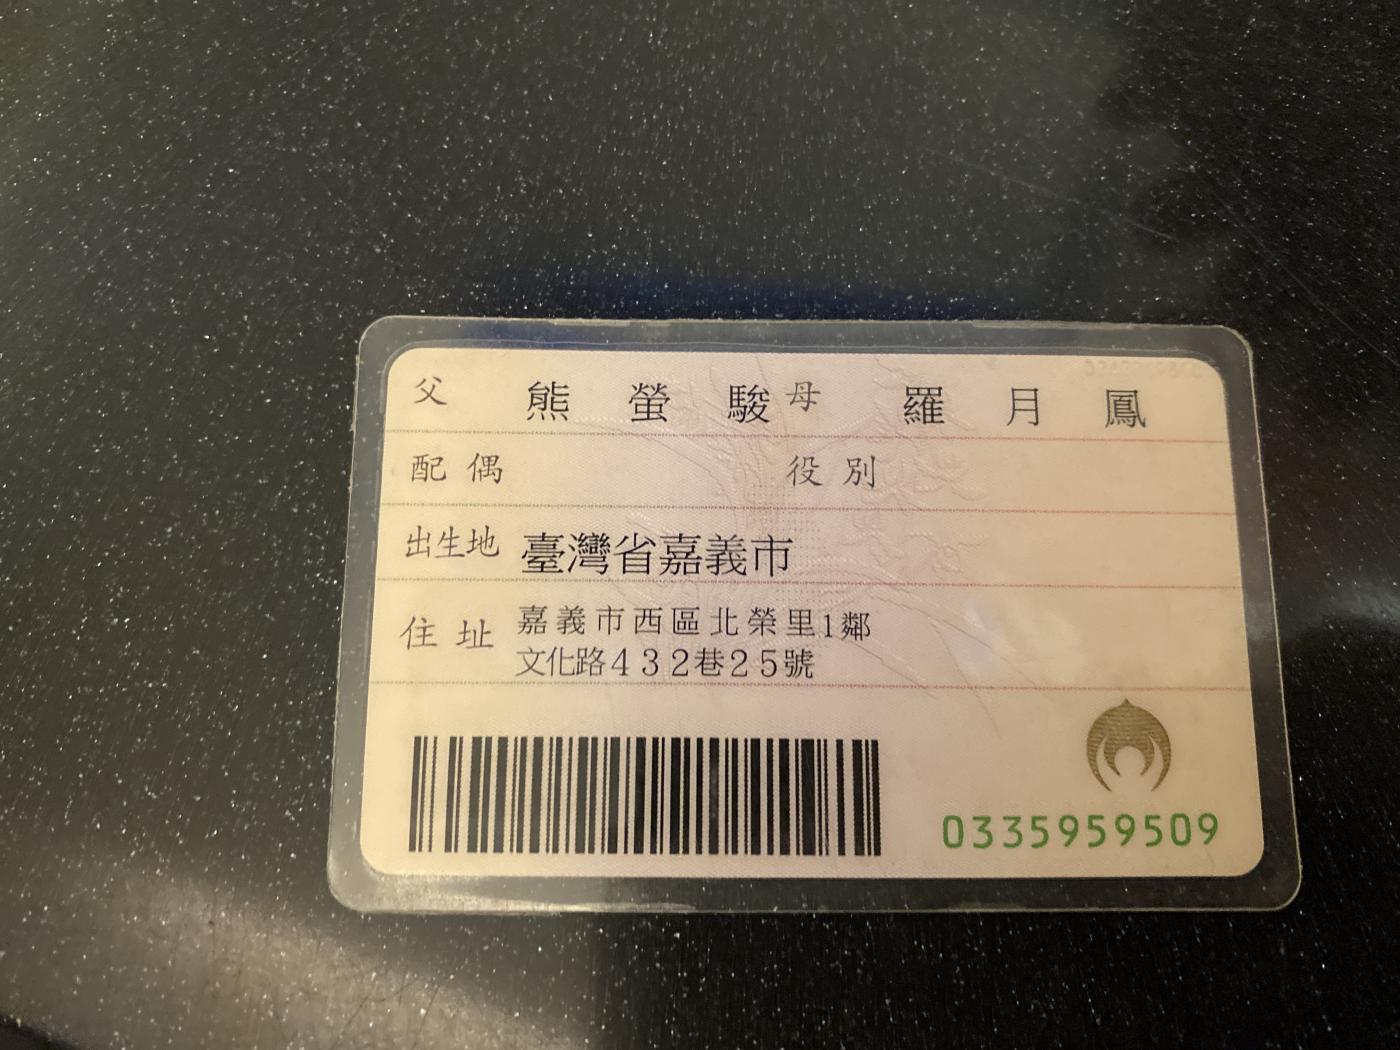 父 熊螢駿 母 羅月鳳
配偶 役別
出生地 臺灣省嘉義市
住址 嘉義市西區北榮里1鄰
文化路432巷25號
0335959509